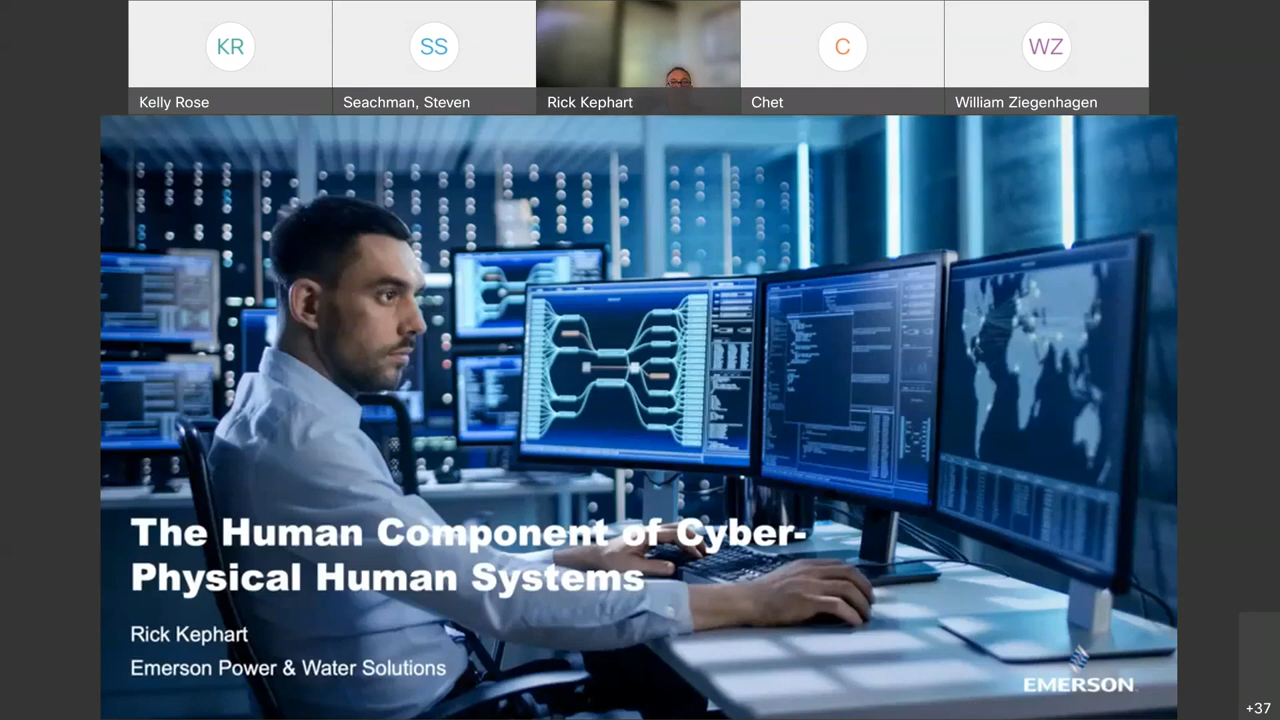 KR
SS
C
WZ
Kelly Rose
Seachman, Steven
Rick Kephart
Chet
William Ziegenhagen
The Human Component of Cyber-
Physical Human Systems
Rick Kephart
Emerson Power & Water Solutions
EMERSON
+37